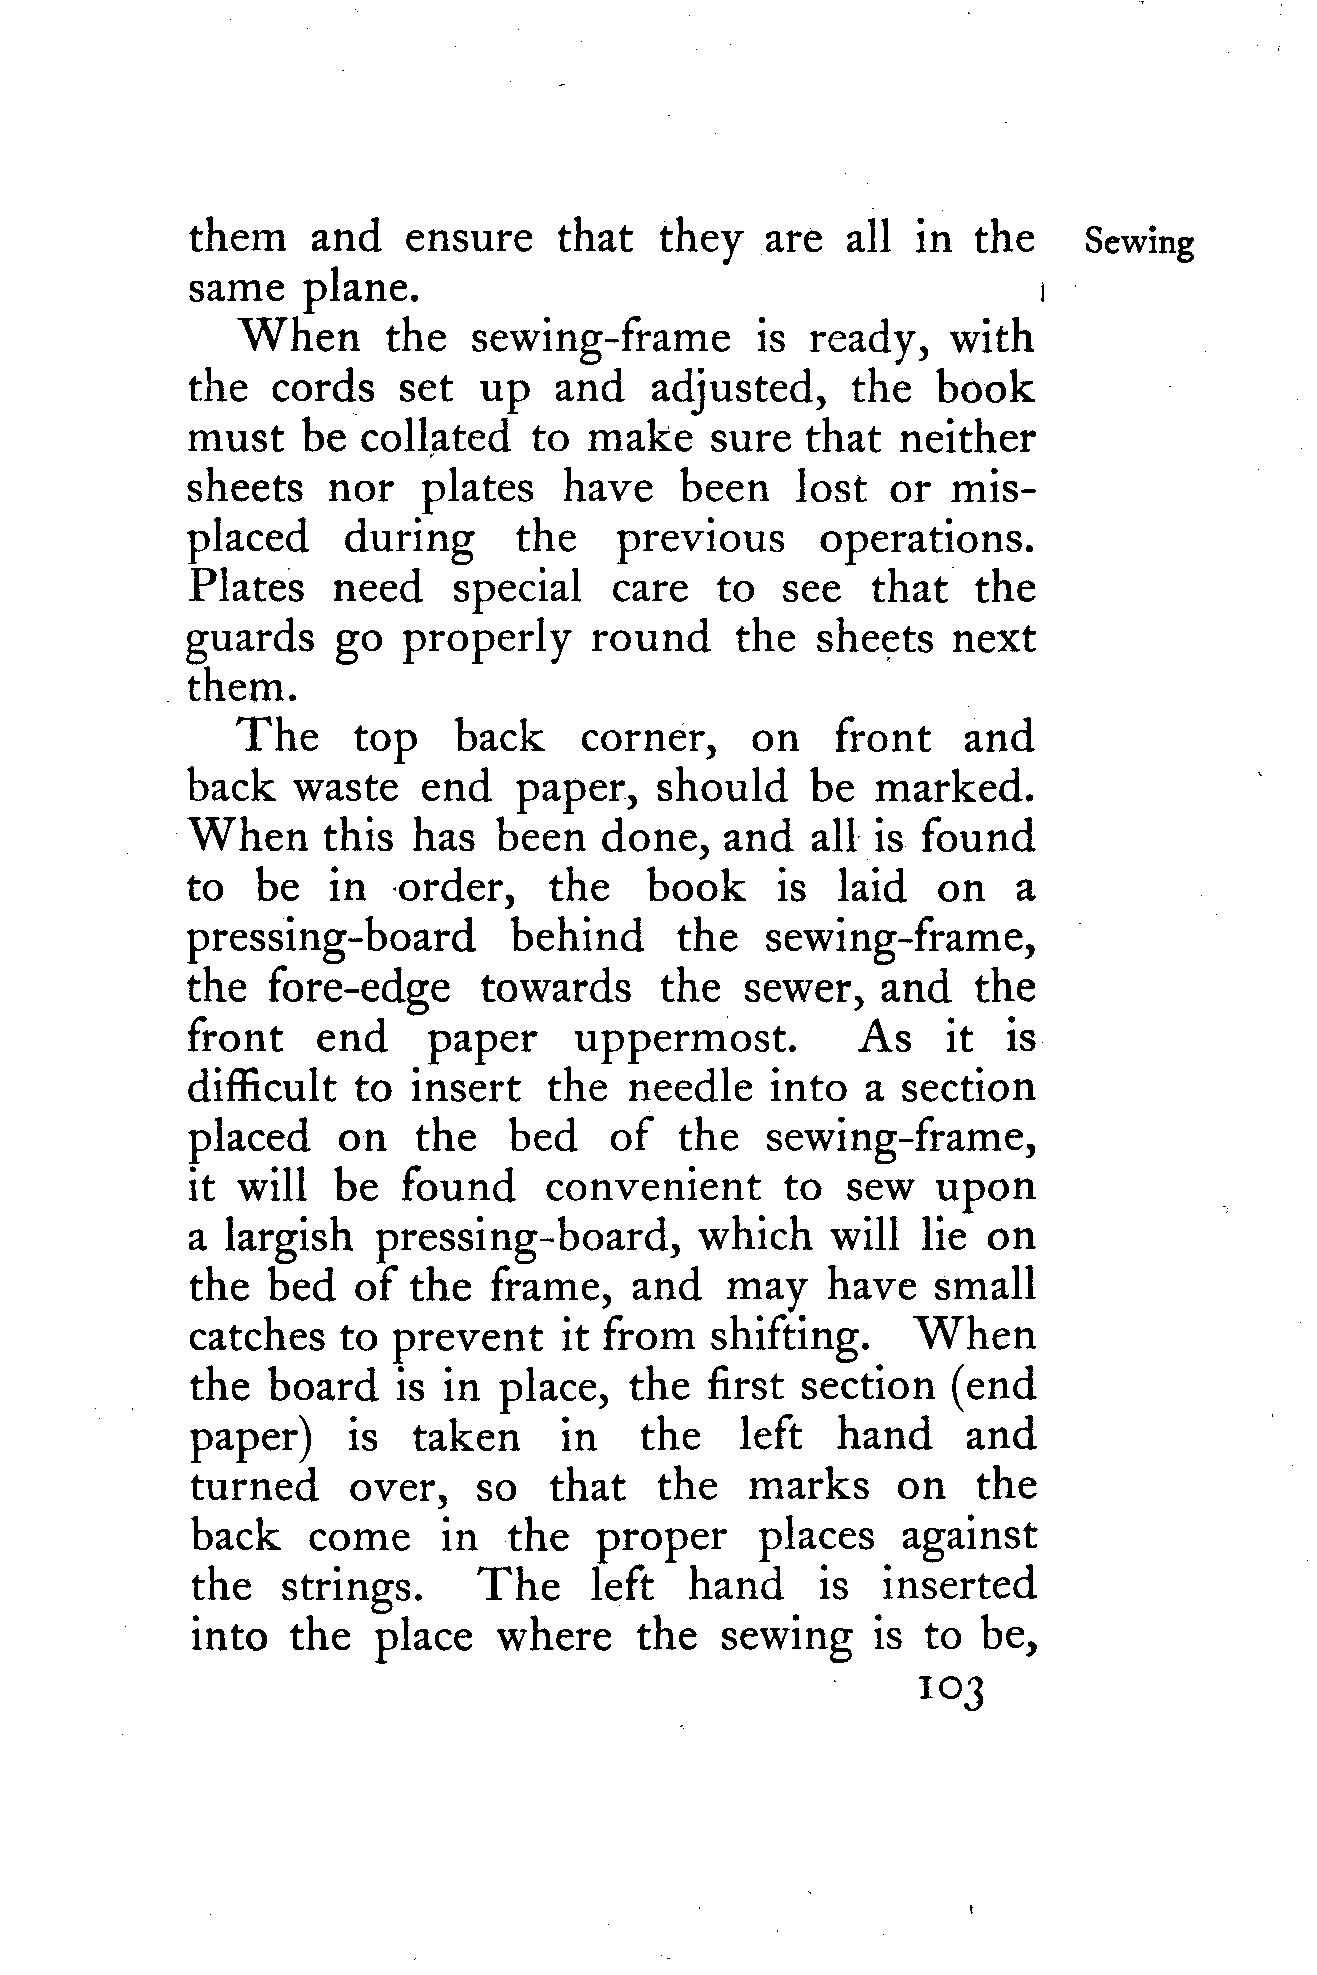 them and ensure that they are all in the Sewing
same plane.
When the sewing-frame is ready, with
the cords set up and adjusted, the book
must be collated to make sure that neither
sheets nor plates have been lost or mis-
placed during the previous operations.
Plates need special care to see that the
guards go properly round the sheets next
them.
The top back corner, on front and
back waste end paper, should be marked.
When this has been done, and all is found
to be in order, the book is laid on a
pressing-board behind the sewing-frame,
the fore-edge towards the sewer, and the
front end paper uppermost. As it is
difficult to insert the needle into a section
placed on the bed of the sewing-frame,
it will be found convenient to sew upon
a largish pressing-board, which will lie on
the bed of the frame, and may have small
catches to prevent it from shifting. When
the board is in place, the first section (end
paper) is taken in the left hand and
turned over, so that the marks on the
back come in the proper places against
the strings. The left hand is inserted
into the place where the sewing is to be,
103